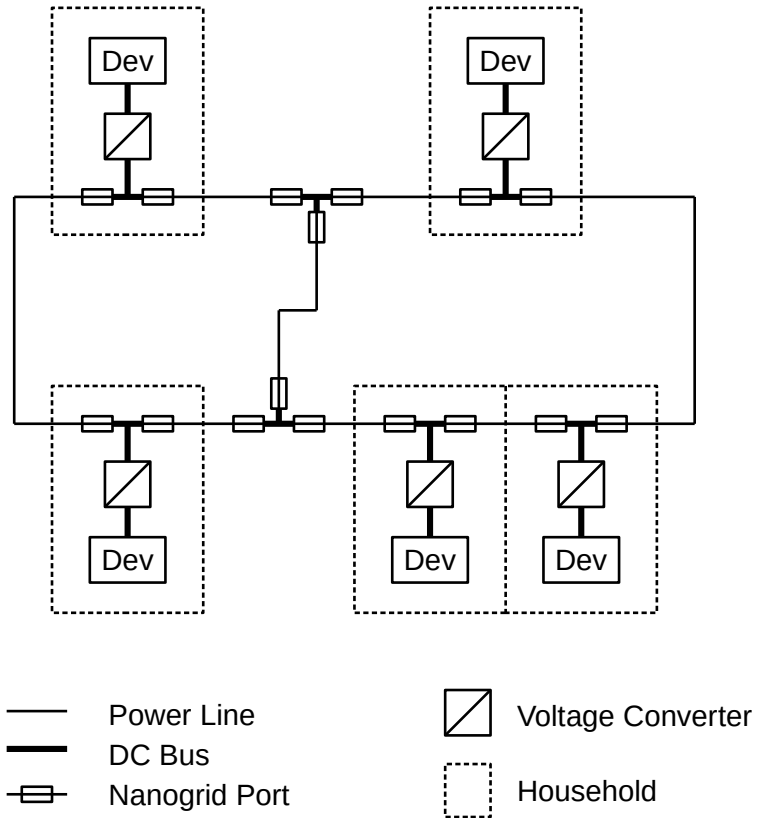 Dev
Dev
Dev
Dev
Dev
Power Line
DC Bus
Nanogrid Port
Voltage Converter
Household